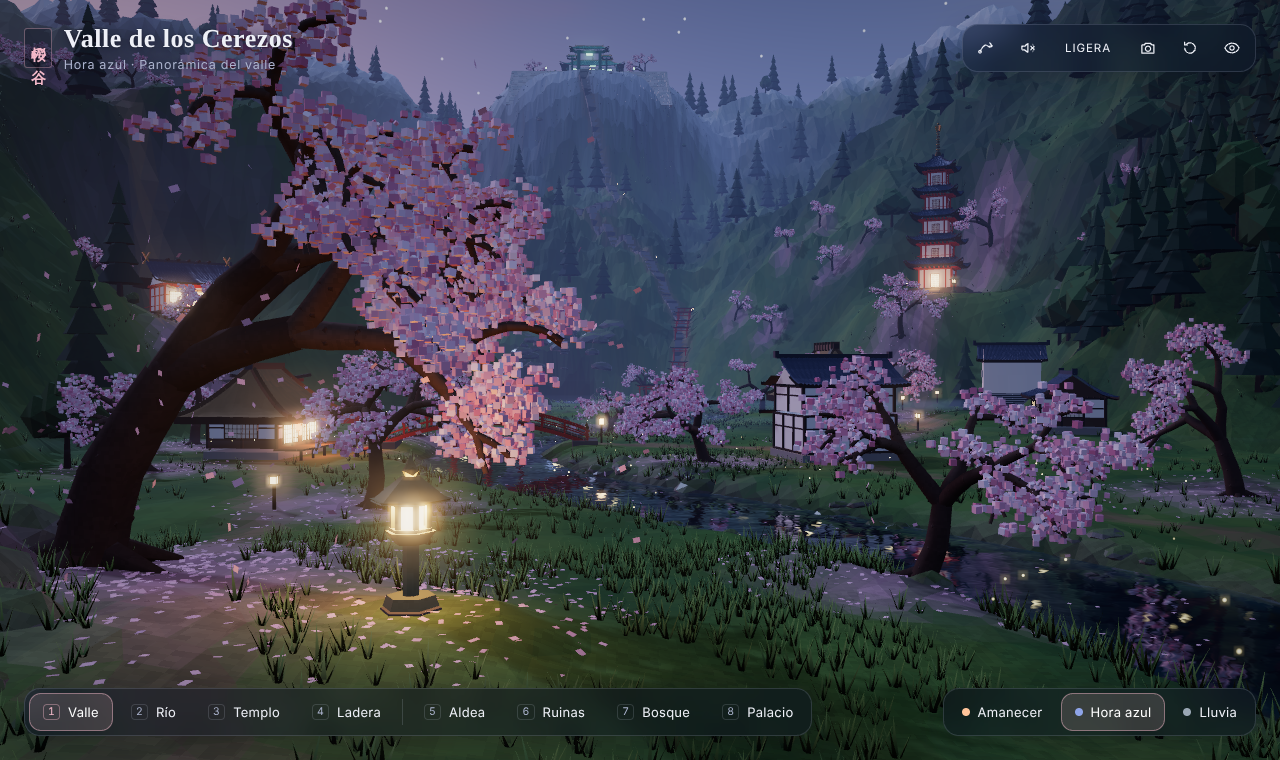 Valle de los Cerezos
Hora azul · Panorámica del valle
谷
LIGERA
1 Valle
2 Río
3 Templo
4 Ladera
5 Aldea
6 Ruinas
7 Bosque
8 Palacio
Amanecer
Hora azul
Lluvia